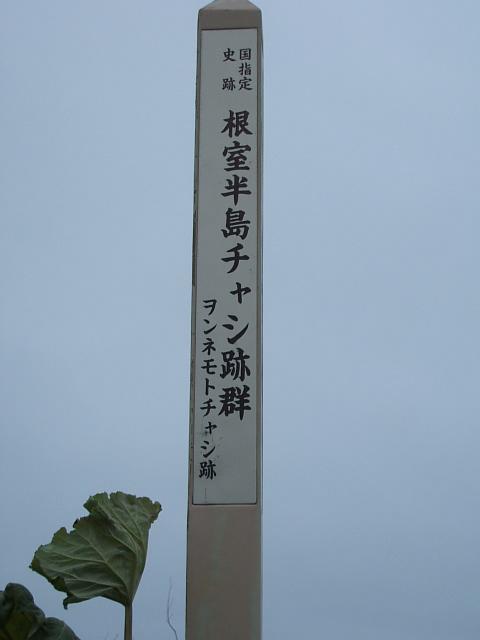 国指定
史跡
根室半島チャシ跡群
ヲンネモトチャシ跡